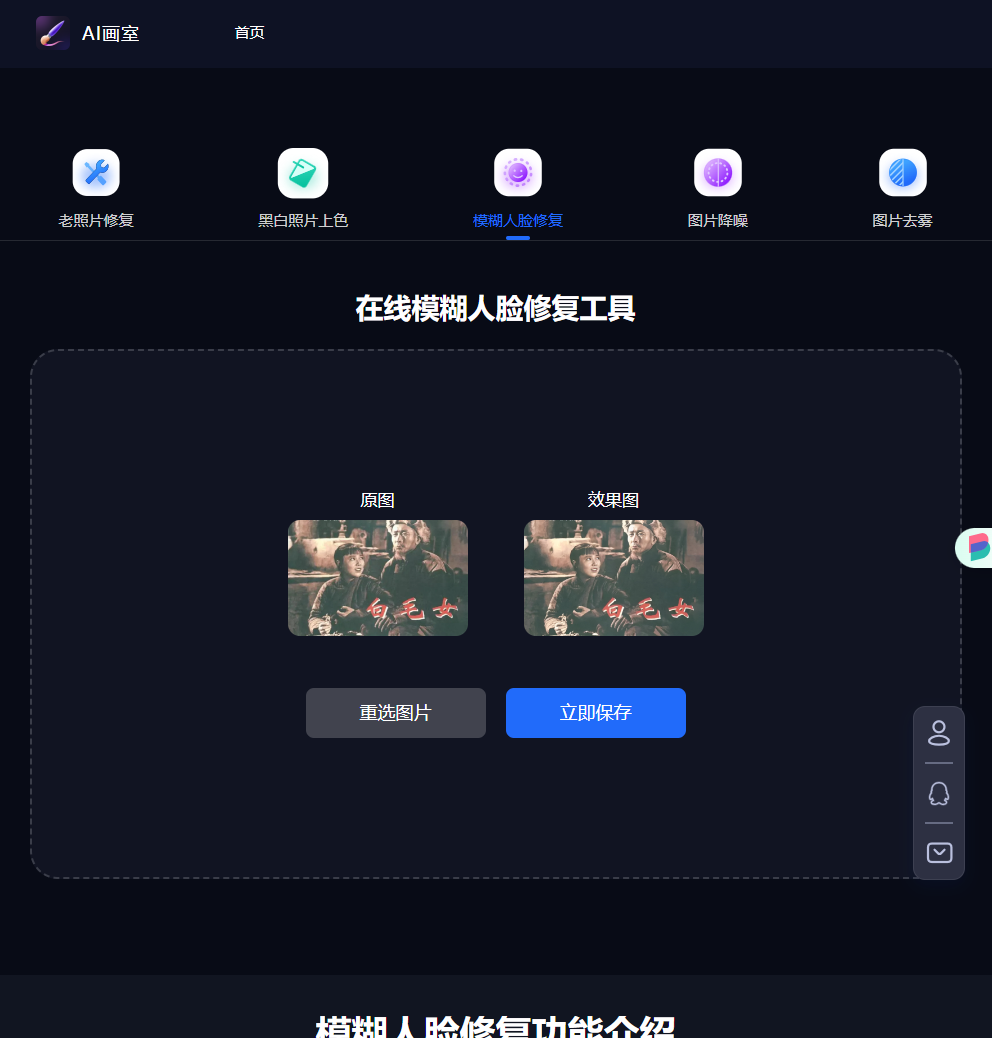 AI画室
首页
老照片修复
黑白照片上色
模糊人脸修复
图片降噪
图片去雾
在线模糊人脸修复工具
原图
效果图
白毛女
白毛女
重选图片
立即保存
模糊人脸修复功能介绍